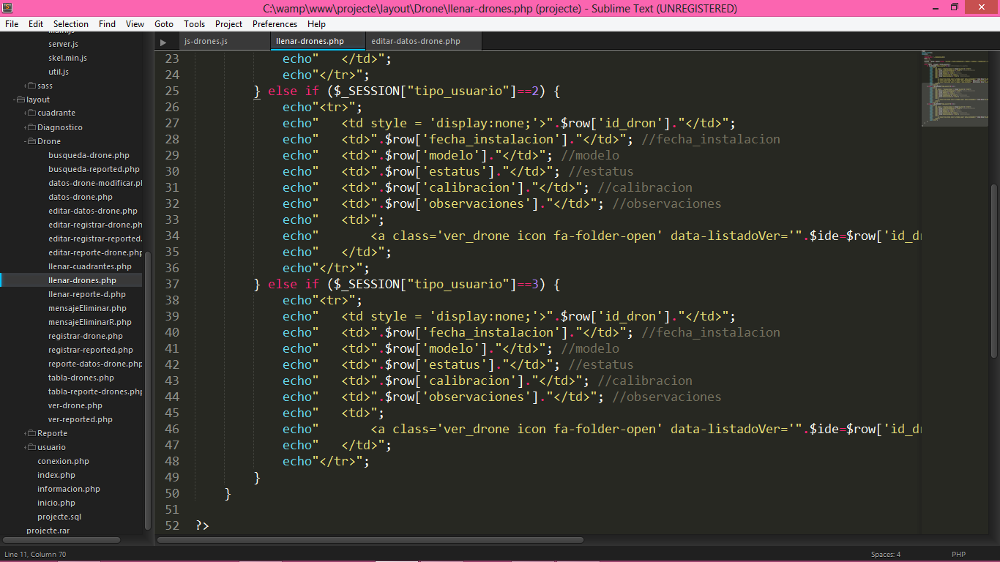 C:\wamp\www\projecte\layout\Drone\llenar-drones.php (projecte) - Sublime Text (UNREGISTERED)
File Edit Selection Find View Goto Tools Project Preferences Help
js-drones.js llenar-drones.php editar-datos-drone.php
server.js
skel.min.js
util.js
sass
layout
cuadrante
Diagnostico
Drone
busqueda-drone.php
busqueda-reported.php
datos-drone-modificar.pl
datos-drone.php
editar-datos-drone.php
editar-registrar-drone.ph
editar-registrar-reported.
editar-reporte-drone.php
llenar-cuadrantes.php
llenar-drones.php
llenar-reporte-d.php
mensajeEliminar.php
mensajeEliminarR.php
registrar-drone.php
registrar-reported.php
reporte-datos-drone.php
tabla-drones.php
tabla-reporte-drones.php
ver-drone.php
ver-reported.php
Reporte
usuario
conexion.php
index.php
informacion.php
inicio.php
projecte.sql
projecte.rar
23 echo"   </td>";
24 echo"</tr>";
25 } else if ($_SESSION["tipo_usuario"]==2) {
26 echo"<tr>";
27 echo"   <td style = 'display:none;'>".$row['id_dron']."</td>";
28 echo"   <td>".$row['fecha_instalacion']."</td>"; //fecha_instalacion
29 echo"   <td>".$row['modelo']."</td>"; //modelo
30 echo"   <td>".$row['estatus']."</td>"; //estatus
31 echo"   <td>".$row['calibracion']."</td>"; //calibracion
32 echo"   <td>".$row['observaciones']."</td>"; //observaciones
33 echo"   <td>";
34 echo"       <a class='ver_drone icon fa-folder-open' data-listadoVer='".$ide=$row['id_dr
35 echo"   </td>";
36 echo"</tr>";
37 } else if ($_SESSION["tipo_usuario"]==3) {
38 echo"<tr>";
39 echo"   <td style = 'display:none;'>".$row['id_dron']."</td>";
40 echo"   <td>".$row['fecha_instalacion']."</td>"; //fecha_instalacion
41 echo"   <td>".$row['modelo']."</td>"; //modelo
42 echo"   <td>".$row['estatus']."</td>"; //estatus
43 echo"   <td>".$row['calibracion']."</td>"; //calibracion
44 echo"   <td>".$row['observaciones']."</td>"; //observaciones
45 echo"   <td>";
46 echo"       <a class='ver_drone icon fa-folder-open' data-listadoVer='".$ide=$row['id_dr
47 echo"   </td>";
48 echo"</tr>";
49 }
50 }
51
52 ?>
Line 11, Column 70 Spaces: 4 PHP